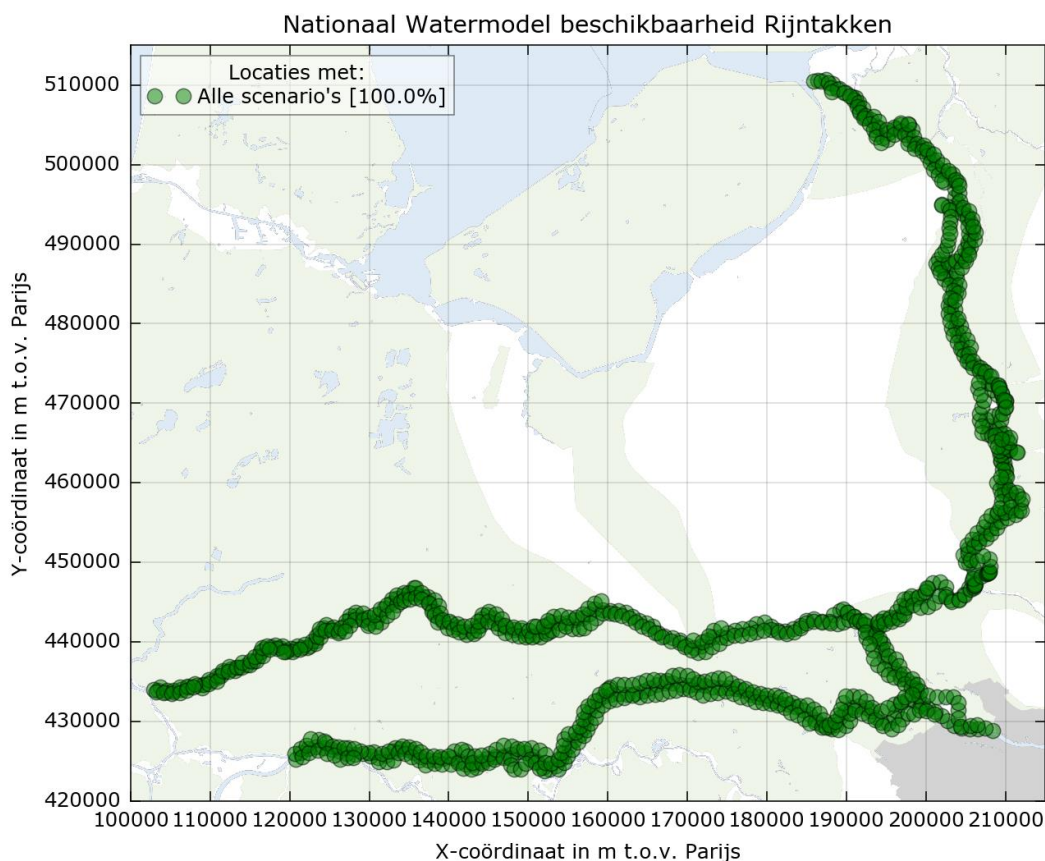 Nationaal Watermodel beschikbaarheid Rijntakken
Locaties met:
Alle scenario's [100.0%]
510000
500000
490000
480000
470000
460000
450000
440000
430000
420000
Y-coördinaat in m t.o.v. Parijs
100000 110000 120000 130000 140000 150000 160000 170000 180000 190000 200000 210000
X-coördinaat in m t.o.v. Parijs